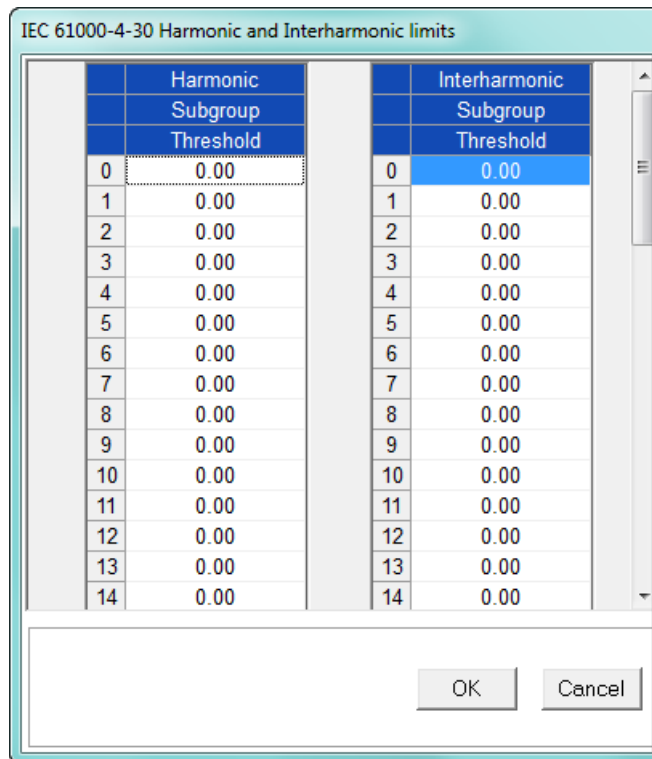 IEC 61000-4-30 Harmonic and Interharmonic limits
Harmonic Interharmonic
Subgroup Subgroup
Threshold Threshold
0 0.00 0 0.00
1 0.00 1 0.00
2 0.00 2 0.00
3 0.00 3 0.00
4 0.00 4 0.00
5 0.00 5 0.00
6 0.00 6 0.00
7 0.00 7 0.00
8 0.00 8 0.00
9 0.00 9 0.00
10 0.00 10 0.00
11 0.00 11 0.00
12 0.00 12 0.00
13 0.00 13 0.00
14 0.00 14 0.00
OK Cancel